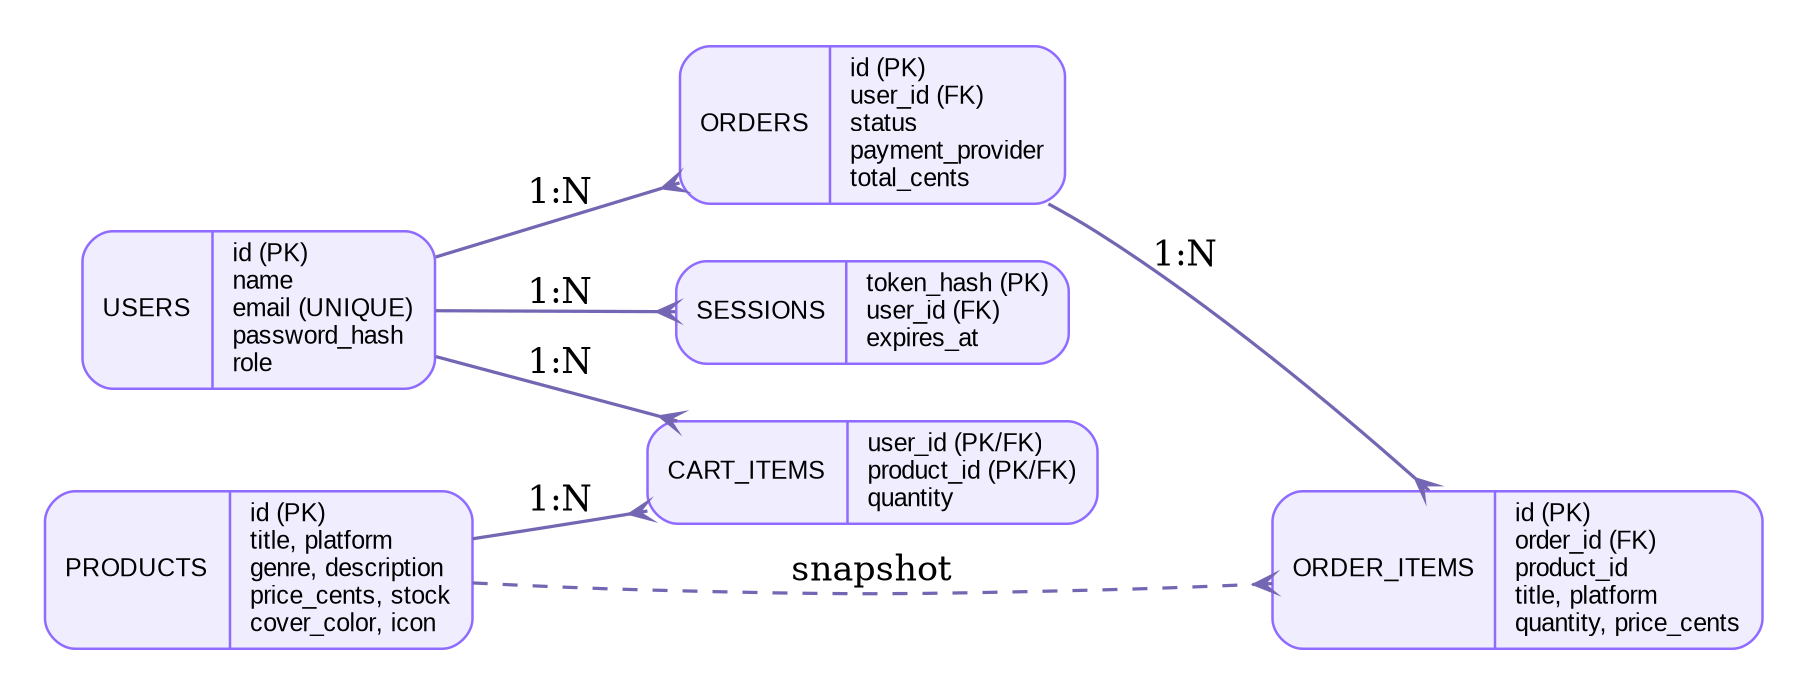 ORDERS
id (PK)
user_id (FK)
status
payment_provider
total_cents
1:N
1:N
USERS
id (PK)
name
email (UNIQUE)
password_hash
role
1:N
SESSIONS
token_hash (PK)
user_id (FK)
expires_at
1:N
CART_ITEMS
user_id (PK/FK)
product_id (PK/FK)
quantity
PRODUCTS
id (PK)
title, platform
genre, description
price_cents, stock
cover_color, icon
1:N
snapshot
ORDER_ITEMS
id (PK)
order_id (FK)
product_id
title, platform
quantity, price_cents